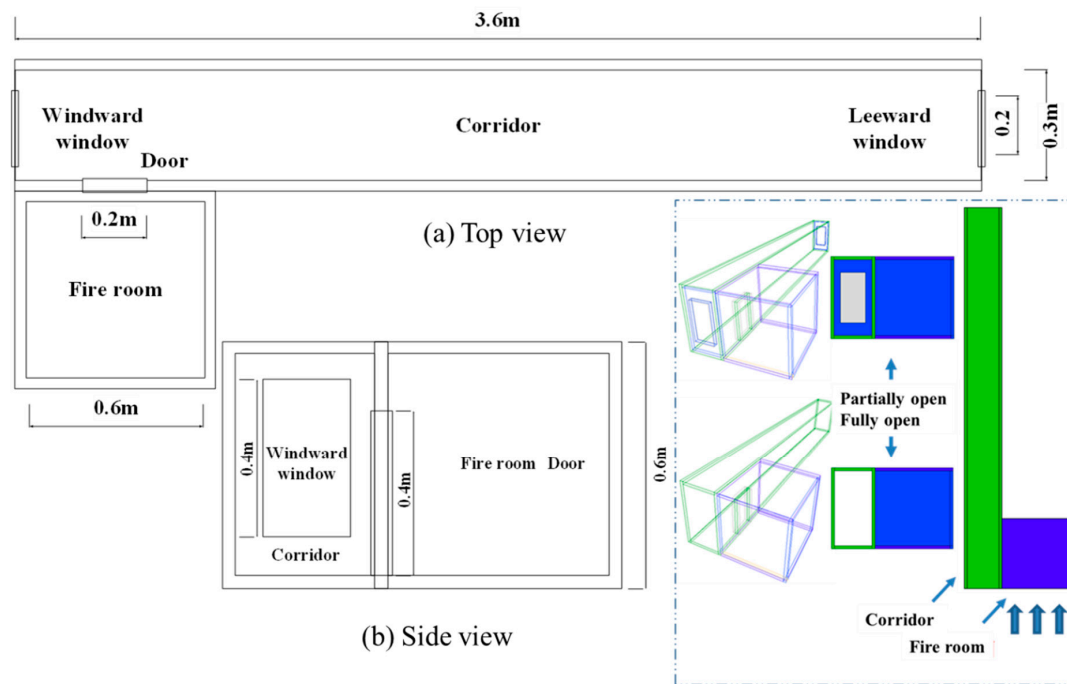 3.6m
Windward
window
Corridor
Leeward
window
0.2
0.3m
Door
0.2m
(a) Top view
Fire room
0.6m
0.4m
Windward
window
0.4m
Fire room Door
0.6m
Corridor
(b) Side view
Partially open
Fully open
Corridor
Fire room